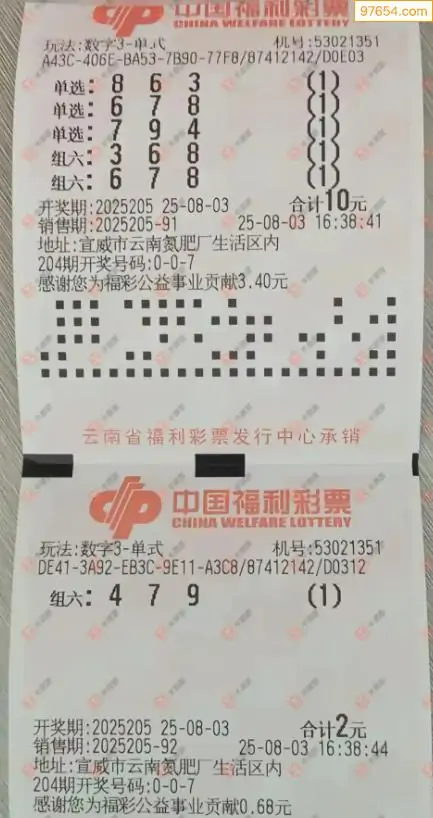 97654.com
中国福利彩票
CHINA WELFARE LOTTERY
玩法:数字3-单式 机号:53021351
A43C-406E-BA53-7B90-77F8/87412142/D0E03
单选: 8 6 3 (1)
单选: 6 7 8 (1)
单选: 7 9 4 (1)
组六: 3 6 8 (1)
组六: 6 7 8 (1)
开奖期:2025205 25-08-03 合计10元
销售期:2025205-91 25-08-03 16:38:41
地址:宣威市云南氮肥厂生活区内
204期开奖号码:0-0-7
感谢您为福彩公益事业贡献3.40元
云南省福利彩票发行中心承销
中国福利彩票
CHINA WELFARE LOTTERY
玩法:数字3-单式 机号:53021351
DE41-3A92-EB3C-9E11-A3C8/87412142/D0312
组六: 4 7 9 (1)
开奖期:2025205 25-08-03 合计2元
销售期:2025205-92 25-08-03 16:38:44
地址:宣威市云南氮肥厂生活区内
204期开奖号码:0-0-7
感谢您为福彩公益事业贡献0.68元